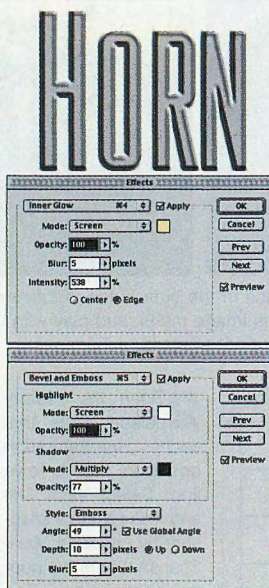 HORN
Effects
Inner Glow ⌘4 Apply OK
Mode: Screen Cancel
Opacity: 100 % Prev
Blur: 5 pixels Next
Intensity: 530 % Preview
Center Edge
Effects
Bevel and Emboss ⌘5 Apply OK
Highlight Cancel
Mode: Screen Prev
Opacity: 100 % Next
Shadow Preview
Mode: Multiply
Opacity: 77 %
Style: Emboss
Angle: 49 ° Use Global Angle
Depth: 10 pixels Up Down
Blur: 5 pixels